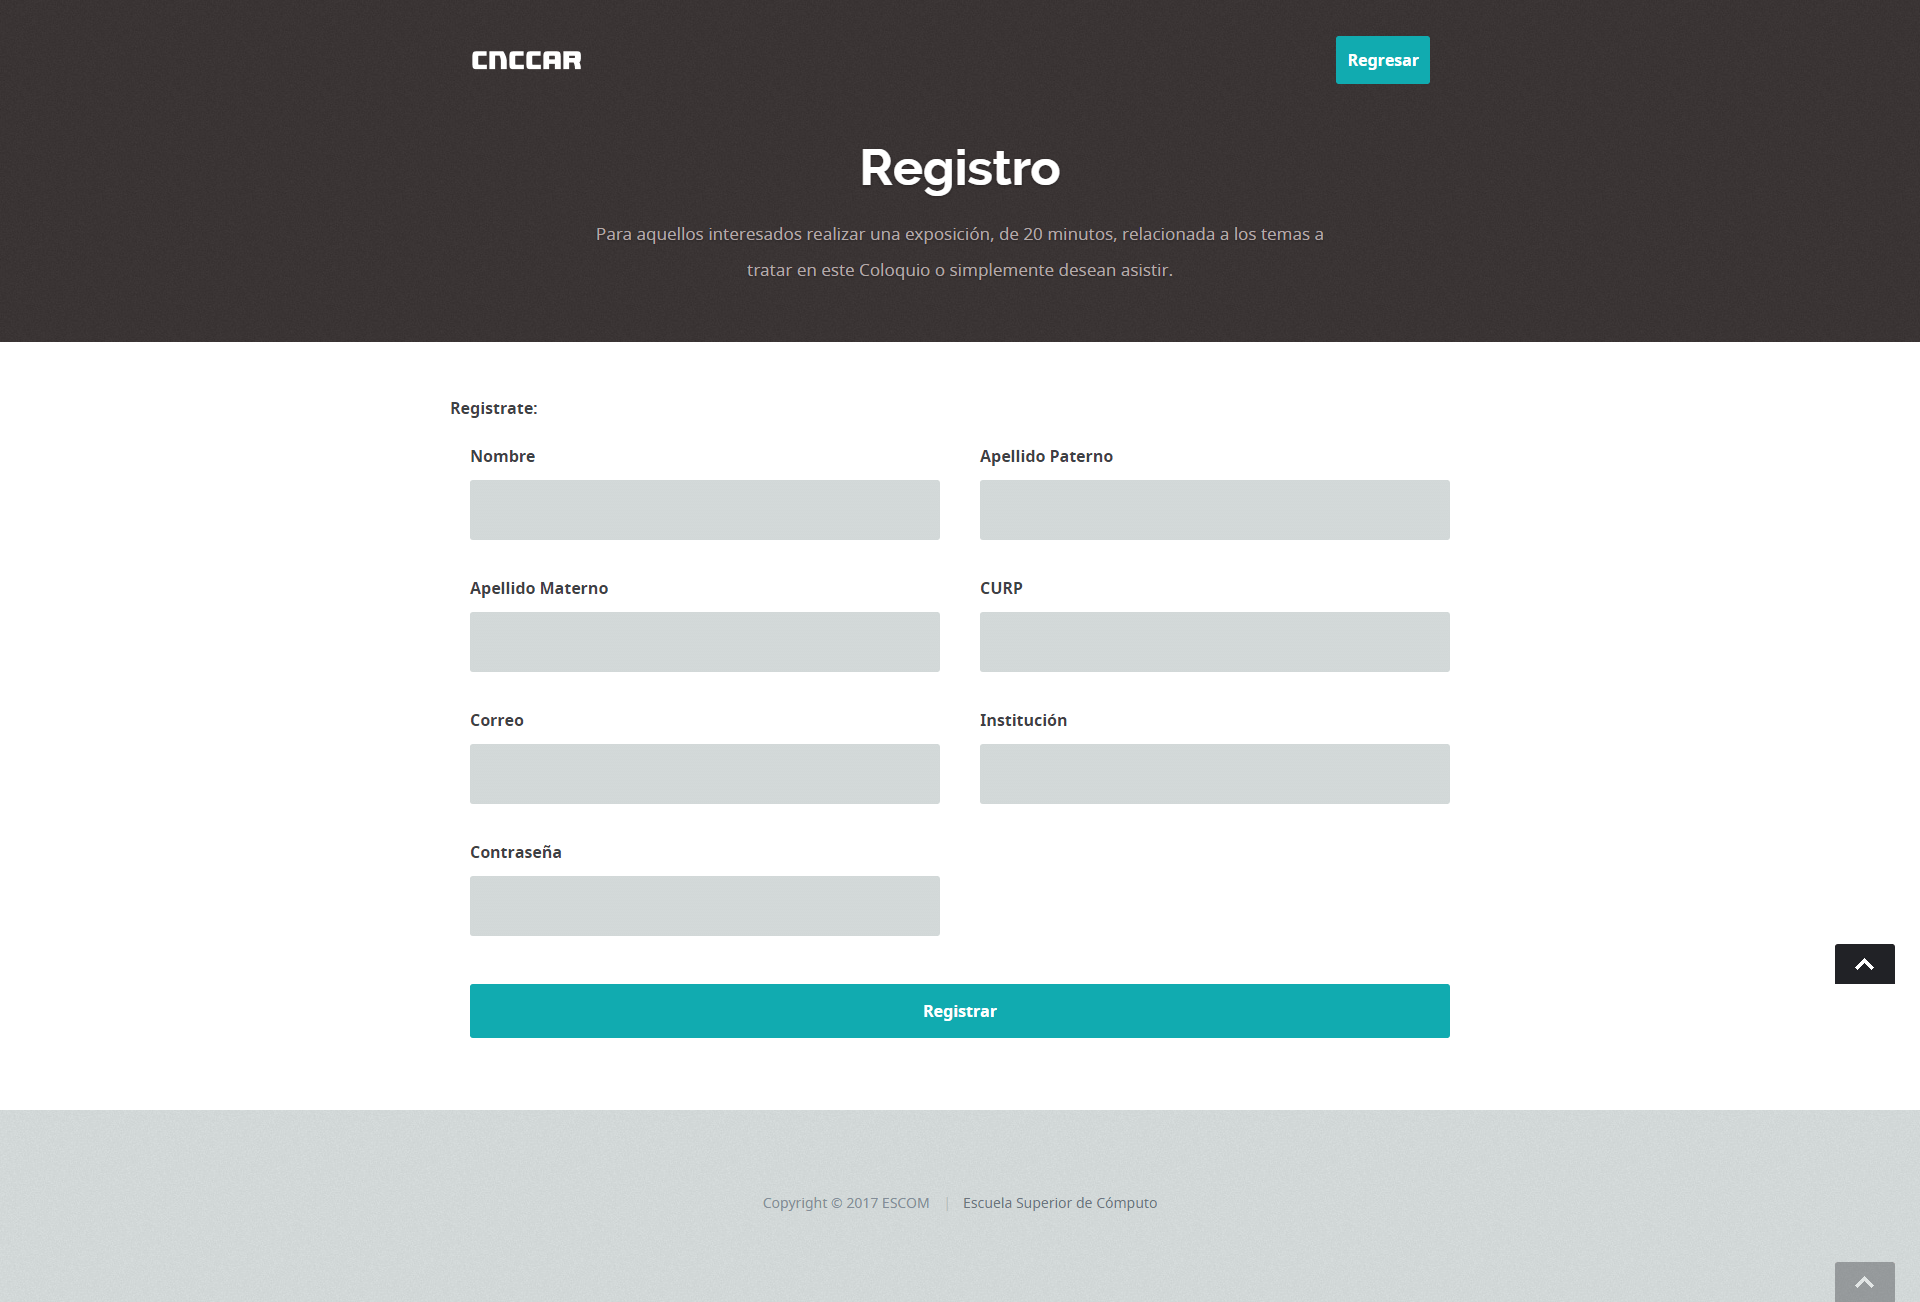 CNCCAR
Regresar
Registro
Para aquellos interesados realizar una exposición, de 20 minutos, relacionada a los temas a
tratar en este Coloquio o simplemente desean asistir.
Registrate:
Nombre
Apellido Paterno
Apellido Materno
CURP
Correo
Institución
Contraseña
Registrar
Copyright © 2017 ESCOM | Escuela Superior de Cómputo